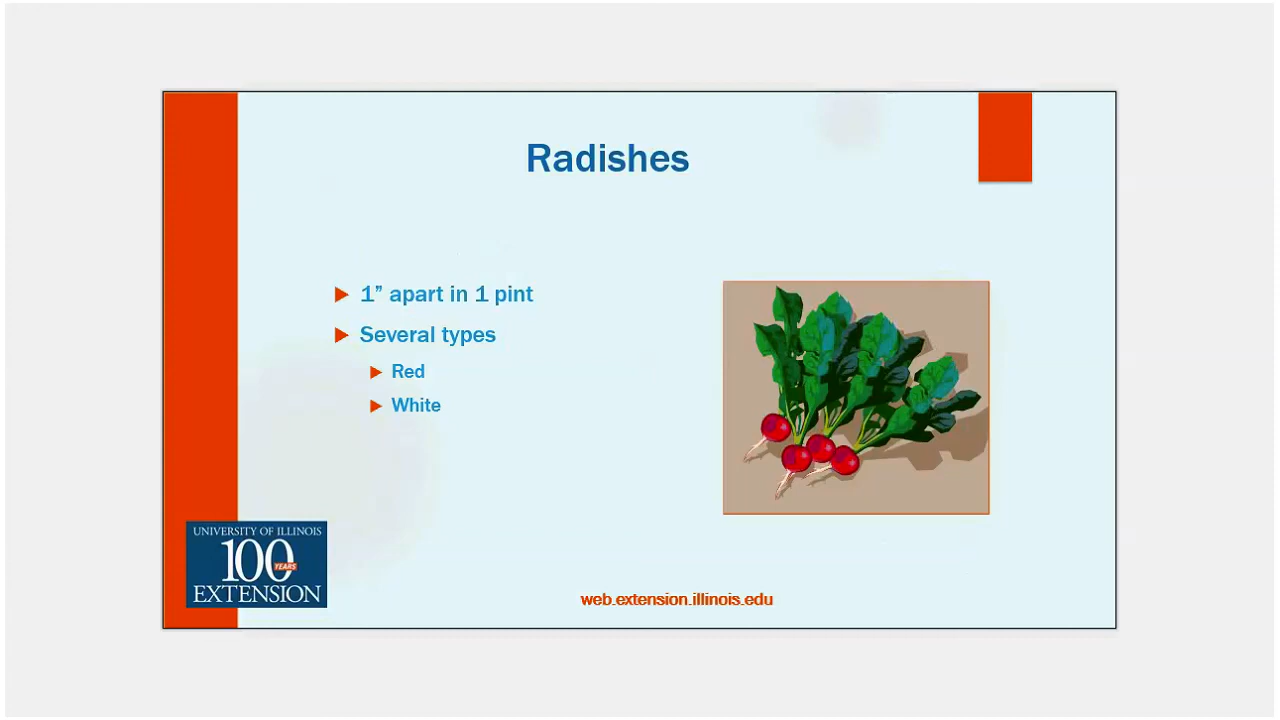 Radishes
1” apart in 1 pint
Several types
Red
White
UNIVERSITY OF ILLINOIS
100
YEARS
EXTENSION
web.extension.illinois.edu